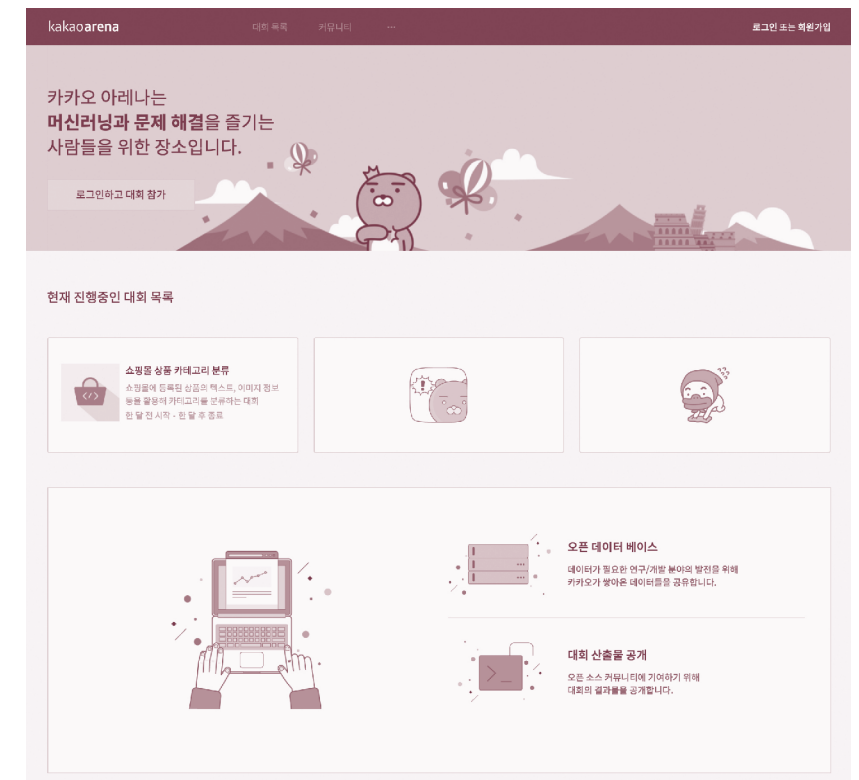 kakaoarena
대회 목록
커뮤니티
...
로그인 또는 회원가입
카카오 아레나는
머신러닝과 문제 해결을 즐기는
사람들을 위한 장소입니다.
로그인하고 대회 참가
현재 진행중인 대회 목록
쇼핑몰 상품 카테고리 분류
쇼핑몰에 등록된 상품의 텍스트, 이미지 정보
등을 활용해 카테고리를 분류하는 대회
한 달 전 시작 - 한 달 후 종료
</>
!
오픈 데이터 베이스
데이터가 필요한 연구/개발 분야의 발전을 위해
카카오가 쌓아온 데이터들을 공유합니다.
대회 산출물 공개
>_
오픈 소스 커뮤니티에 기여하기 위해
대회의 결과물을 공개합니다.